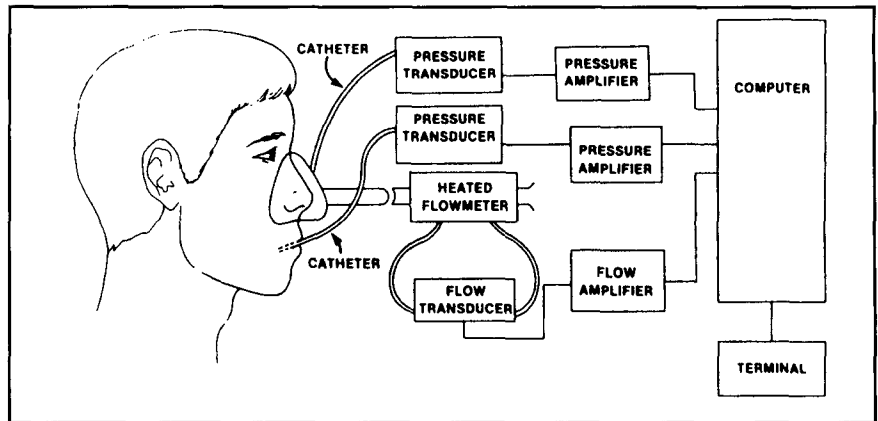 CATHETER
PRESSURE
TRANSDUCER
PRESSURE
AMPLIFIER
COMPUTER
PRESSURE
TRANSDUCER
PRESSURE
AMPLIFIER
HEATED
FLOWMETER
CATHETER
FLOW
TRANSDUCER
FLOW
AMPLIFIER
TERMINAL